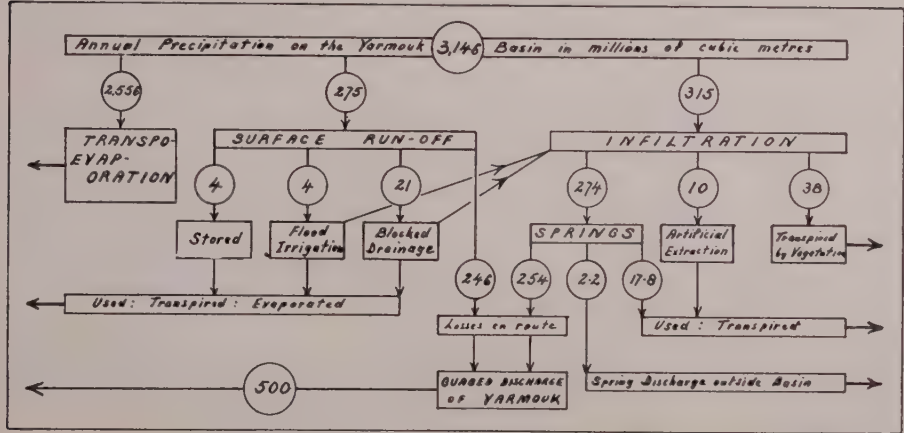 Annual Precipitation on the Yarmouk 3,146 Basin in millions of cubic metres
2,556
275
315
TRANSPO-
EVAP-
ORATION
SURFACE RUN-OFF
INFILTRATION
4
4
21
274
10
38
Stored
Flood
Irrigation
Blocked
Drainage
SPRINGS
Artificial
Extraction
Transpired
by Vegetation
246
254
2·2
17·8
Used: Transpired: Evaporated
Losses en route
Used: Transpired
500
GUAGED DISCHARGE
OF YARMOUK
Spring Discharge outside Basin